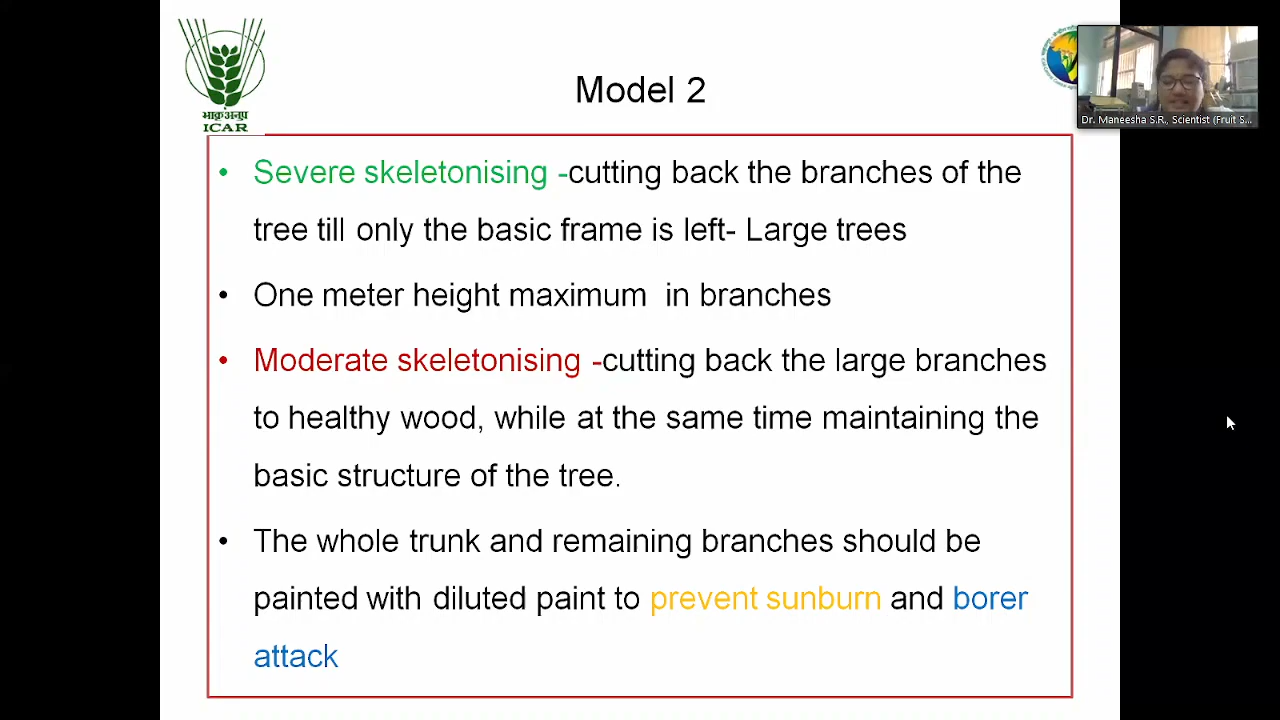 भाकृअनुप
ICAR
Model 2
Dr. Maneesha S.R., Scientist (Fruit S...
• Severe skeletonising -cutting back the branches of the
tree till only the basic frame is left- Large trees
• One meter height maximum in branches
• Moderate skeletonising -cutting back the large branches
to healthy wood, while at the same time maintaining the
basic structure of the tree.
• The whole trunk and remaining branches should be
painted with diluted paint to prevent sunburn and borer
attack